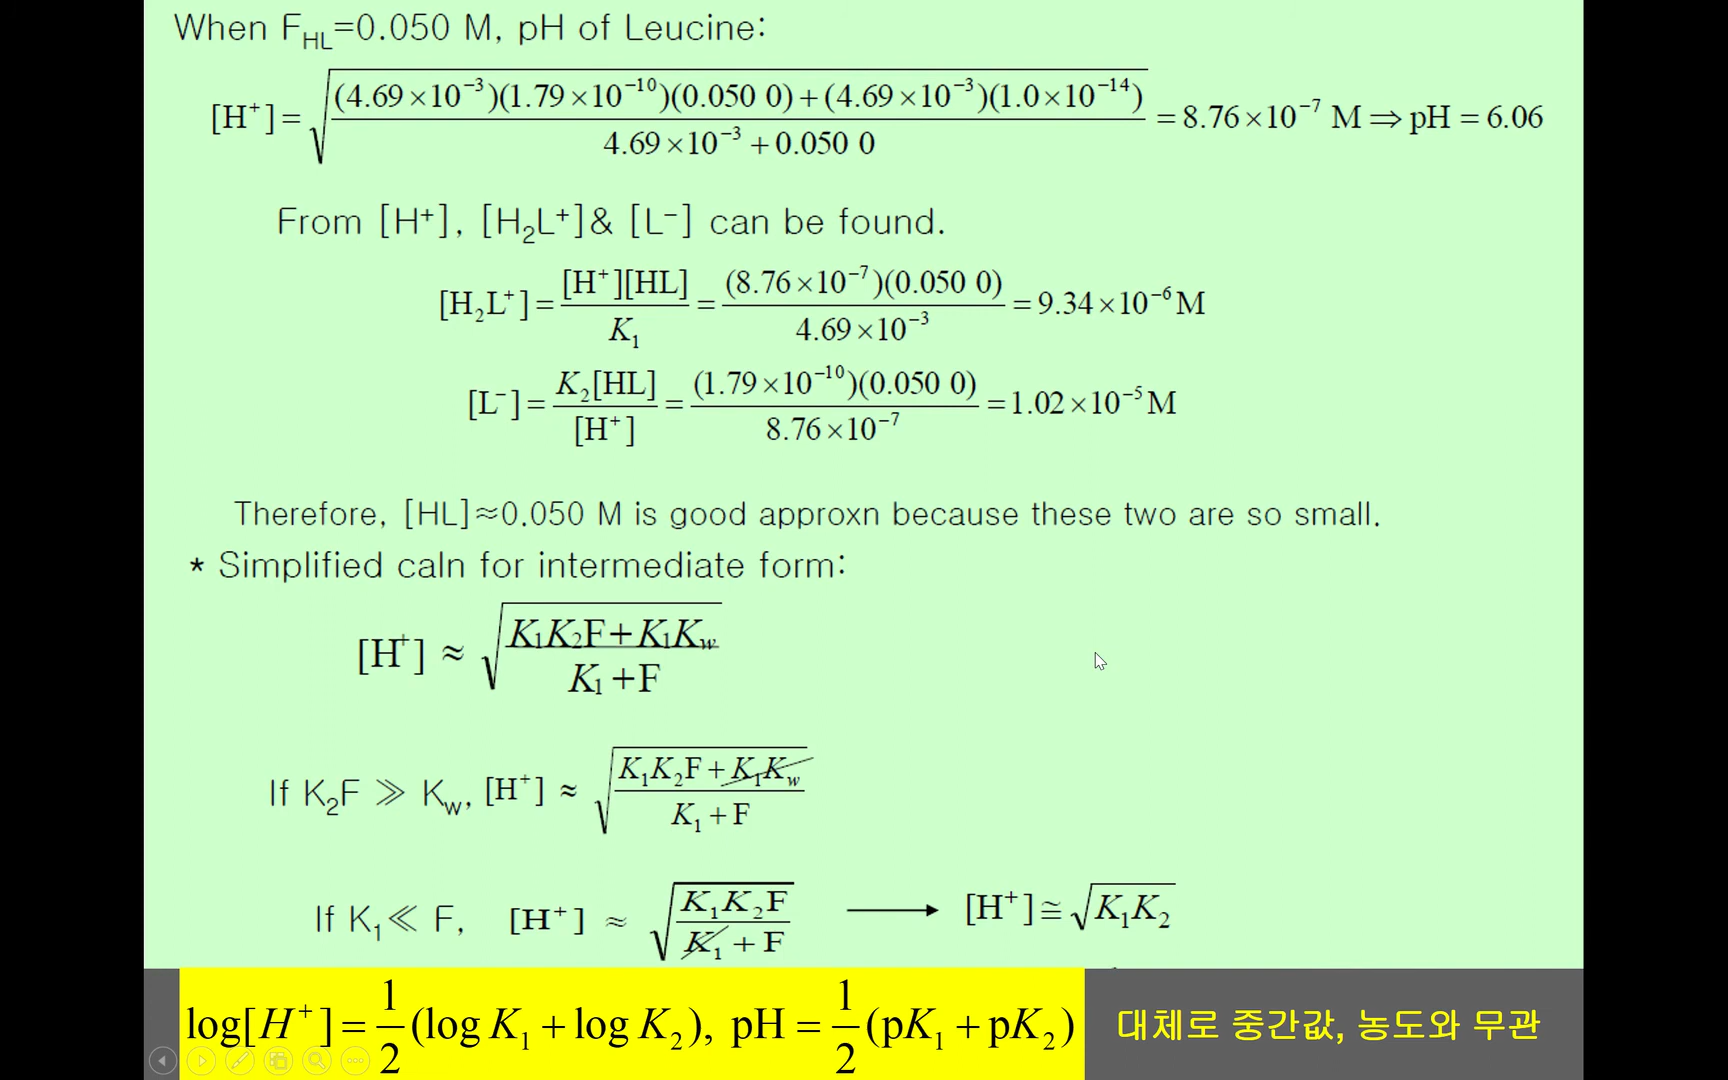 When F_HL=0.050 M, pH of Leucine:
[H⁺] = √(((4.69×10⁻³)(1.79×10⁻¹⁰)(0.050 0)+(4.69×10⁻³)(1.0×10⁻¹⁴))/(4.69×10⁻³+0.050 0)) = 8.76×10⁻⁷ M ⇒ pH = 6.06
From [H⁺], [H₂L⁺]& [L⁻] can be found.
[H₂L⁺] = [H⁺][HL]/K₁ = (8.76×10⁻⁷)(0.050 0)/(4.69×10⁻³) = 9.34×10⁻⁶ M
[L⁻] = K₂[HL]/[H⁺] = (1.79×10⁻¹⁰)(0.050 0)/(8.76×10⁻⁷) = 1.02×10⁻⁵ M
Therefore, [HL]≈0.050 M is good approxn because these two are so small.
* Simplified caln for intermediate form:
[H⁺] ≈ √((K₁K₂F+K₁K_w)/(K₁+F))
If K₂F ≫ K_w, [H⁺] ≈ √((K₁K₂F+K₁K_w)/(K₁+F))
If K₁≪ F, [H⁺] ≈ √(K₁K₂F/(K₁+F)) → [H⁺] ≅ √(K₁K₂)
log[H⁺] = 1/2(log K₁ + log K₂), pH = 1/2(pK₁ + pK₂) 대체로 중간값, 농도와 무관